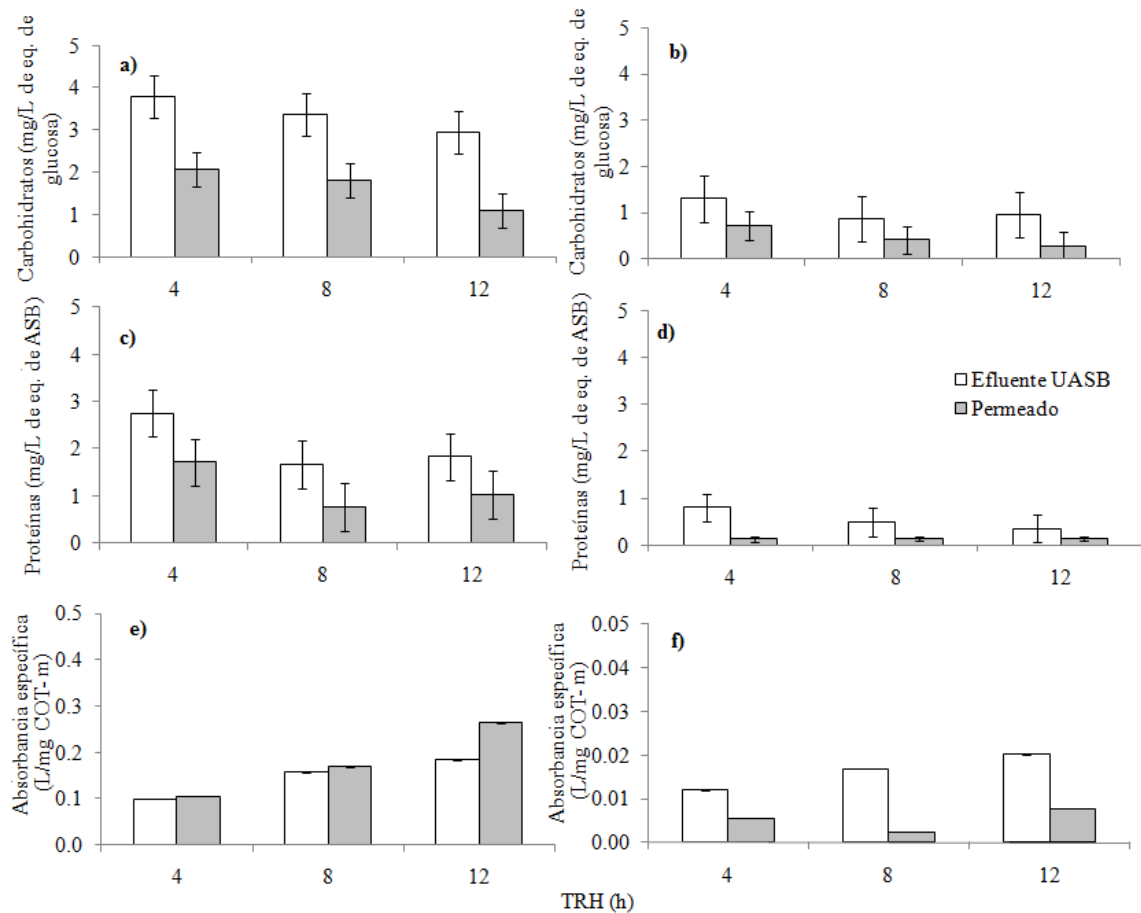 Carbohidratos (mg/L de eq. de
glucosa)
a)
5
4
3
2
1
0
4 8 12
Carbohidratos (mg/L de eq. de
glucosa)
b)
5
4
3
2
1
0
4 8 12
Proteínas (mg/L de eq. de ASB)
c)
5
4
3
2
1
0
4 8 12
Proteínas (mg/L de eq. de ASB)
d)
5
4
3
2
1
0
Efluente UASB
Permeado
4 8 12
Absorbancia específica
(L/mg COT- m)
e)
0.5
0.4
0.3
0.2
0.1
0.0
4 8 12
Absorbancia específica
(L/mg COT- m)
f)
0.05
0.04
0.03
0.02
0.01
0.00
4 8 12
TRH (h)